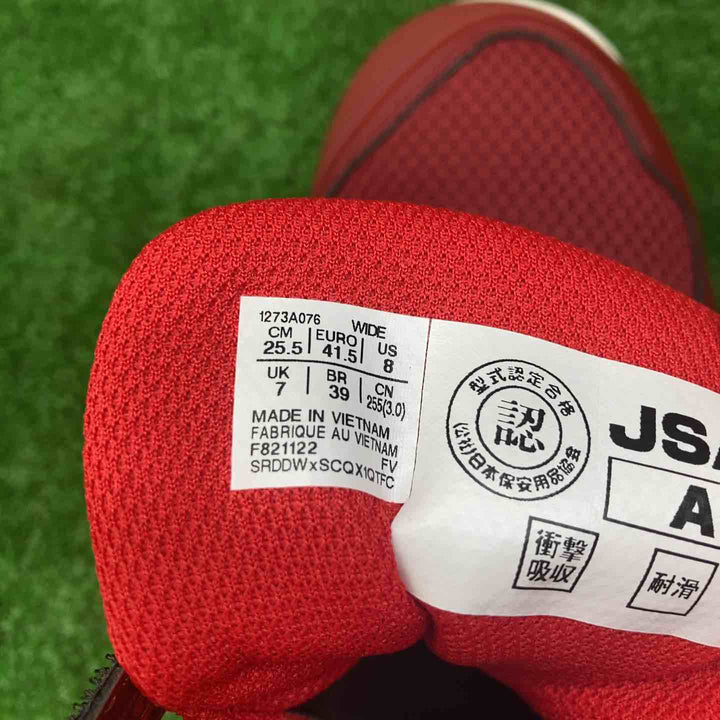 1273A076 WIDE
CM EURO US
25.5 41.5 8
UK BR CN
7 39 255(3.0)
MADE IN VIETNAM
FABRIQUE AU VIETNAM
F821122 FV
SRDDWxSCQX1QTFC
型式認定合格
認
(公社)日本保安用品協会
JSA
A
衝撃
吸収
耐滑